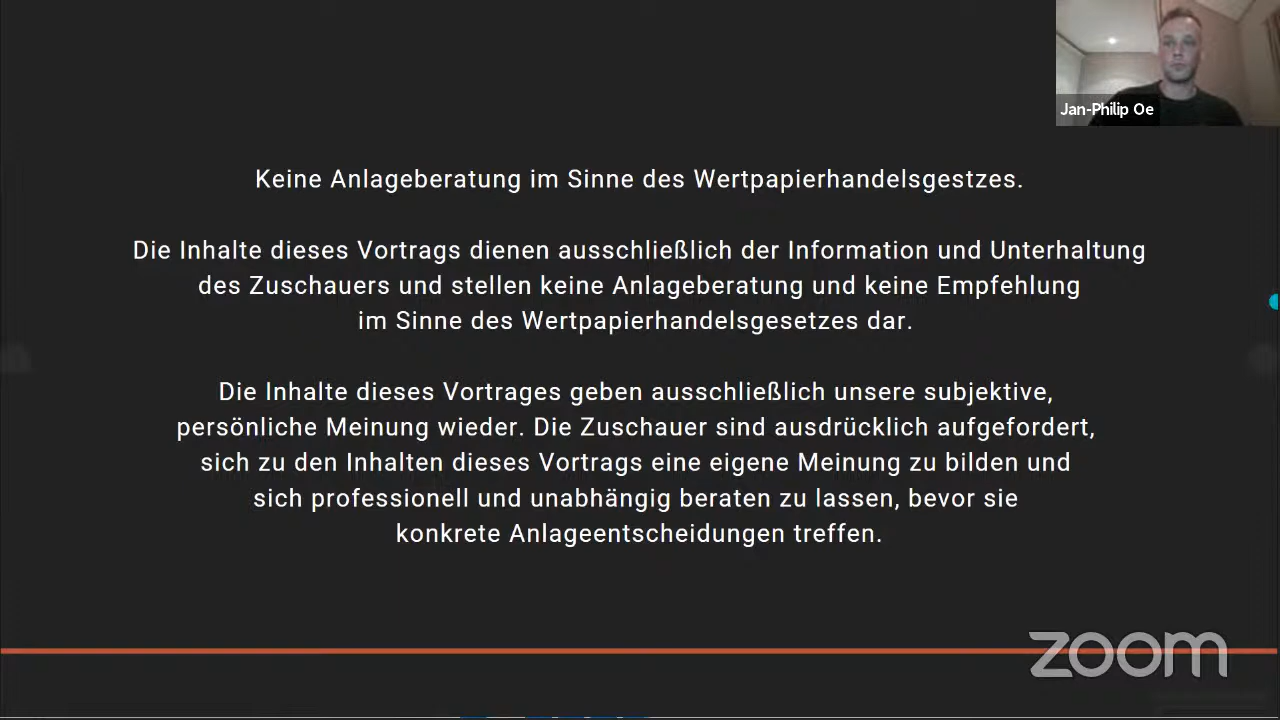 Jan-Philip Oe
Keine Anlageberatung im Sinne des Wertpapierhandelsgestzes.
Die Inhalte dieses Vortrags dienen ausschließlich der Information und Unterhaltung
des Zuschauers und stellen keine Anlageberatung und keine Empfehlung
im Sinne des Wertpapierhandelsgesetzes dar.
Die Inhalte dieses Vortrages geben ausschließlich unsere subjektive,
persönliche Meinung wieder. Die Zuschauer sind ausdrücklich aufgefordert,
sich zu den Inhalten dieses Vortrags eine eigene Meinung zu bilden und
sich professionell und unabhängig beraten zu lassen, bevor sie
konkrete Anlageentscheidungen treffen.
zoom